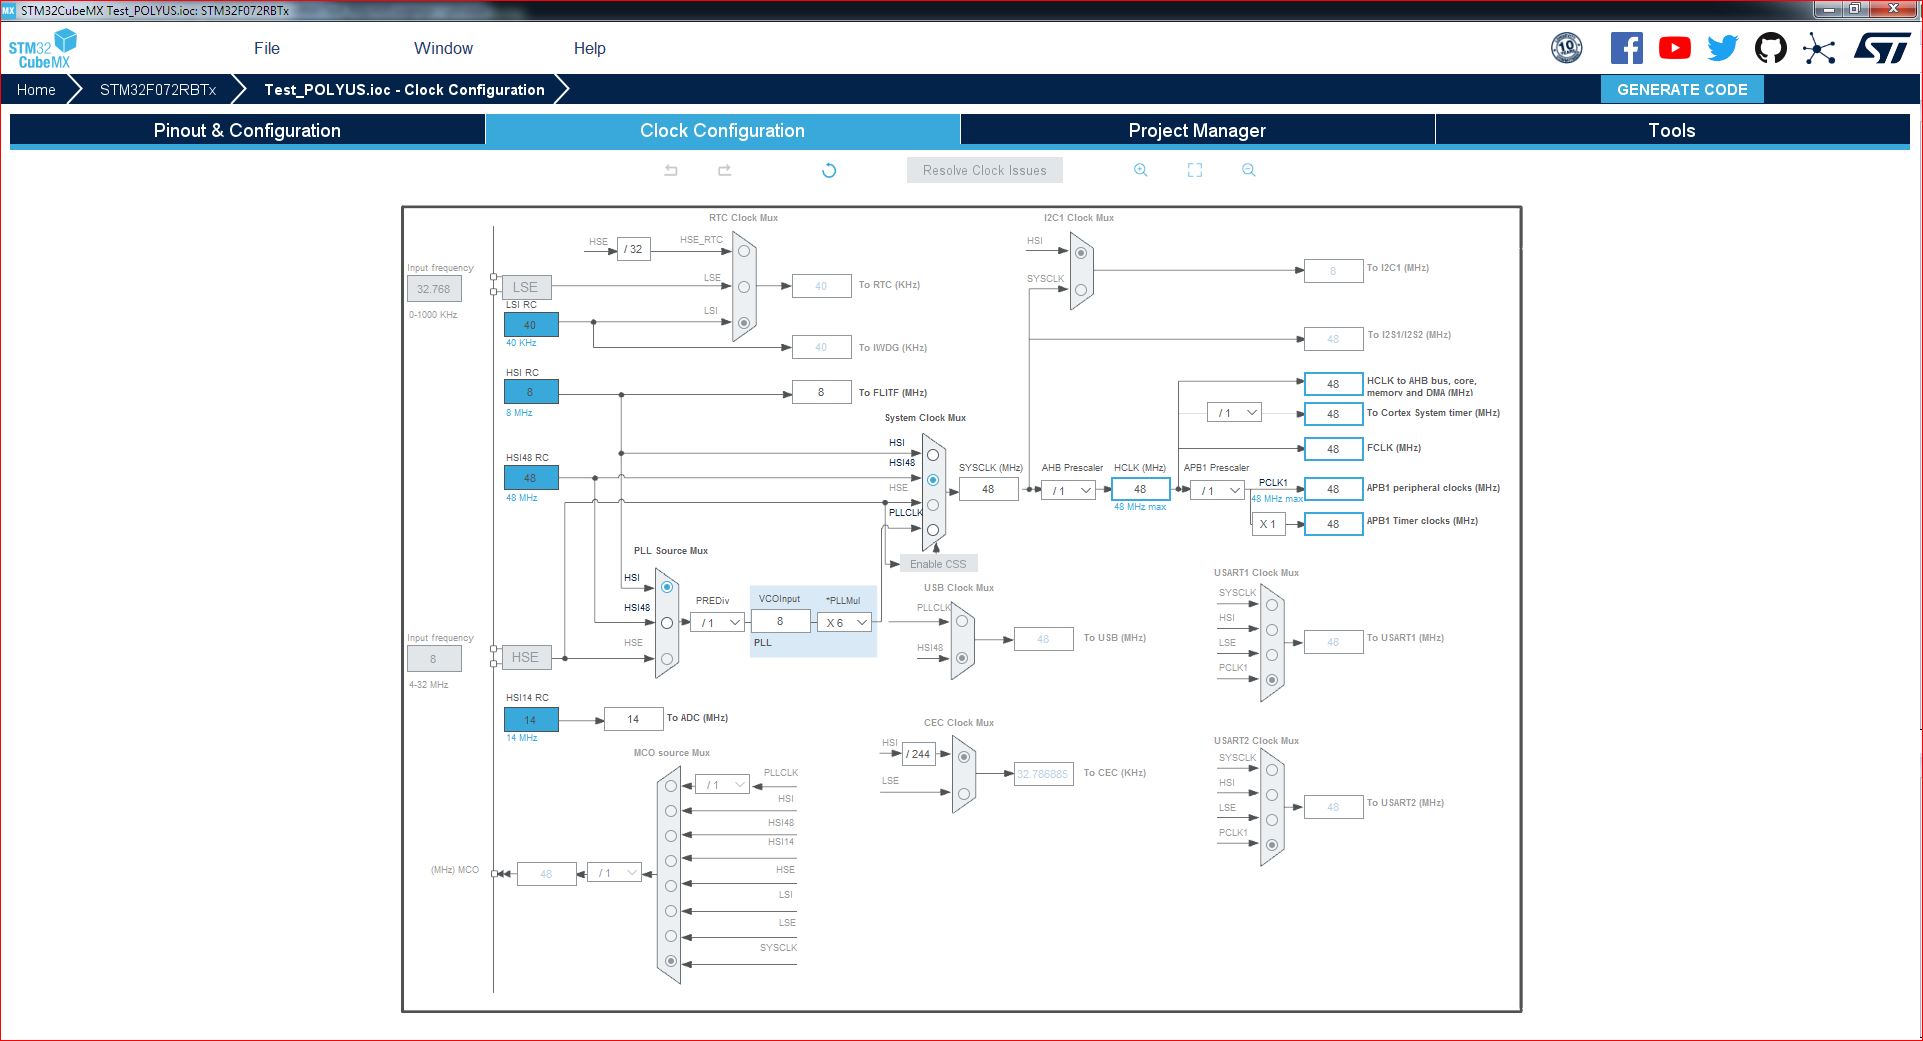 MX STM32CubeMX Test_POLYUS.ioc: STM32F072RBTx
STM32 CubeMX
File Window Help
10 YEARS
ST
Home STM32F072RBTx Test_POLYUS.ioc - Clock Configuration GENERATE CODE
Pinout & Configuration Clock Configuration Project Manager Tools
Resolve Clock Issues
RTC Clock Mux
HSE / 32 HSE_RTC
Input frequency
32.768
0-1000 KHz
LSE
LSE
LSI RC
40
40 KHz
LSI
40 To RTC (KHz)
40 To IWDG (KHz)
HSI RC
8
8 MHz
8 To FLITF (MHz)
HSI48 RC
48
48 MHz
System Clock Mux
HSI
HSI48
HSE
PLLCLK
Enable CSS
SYSCLK (MHz)
48
AHB Prescaler
/ 1
HCLK (MHz)
48
48 MHz max
APB1 Prescaler
/ 1
PCLK1
48 MHz max
X 1
I2C1 Clock Mux
HSI
SYSCLK
8 To I2C1 (MHz)
48 To I2S1/I2S2 (MHz)
48 HCLK to AHB bus, core,
memory and DMA (MHz)
/ 1 48 To Cortex System timer (MHz)
48 FCLK (MHz)
48 APB1 peripheral clocks (MHz)
48 APB1 Timer clocks (MHz)
PLL Source Mux
HSI
HSI48
HSE
PREDiv
/ 1
VCOInput
8
*PLLMul
X 6
PLL
Input frequency
8
4-32 MHz
HSE
HSI14 RC
14
14 MHz
14 To ADC (MHz)
USB Clock Mux
PLLCLK
HSI48
48 To USB (MHz)
USART1 Clock Mux
SYSCLK
HSI
LSE
PCLK1
48 To USART1 (MHz)
MCO source Mux
PLLCLK
/ 1
HSI
HSI48
HSI14
HSE
LSI
LSE
SYSCLK
(MHz) MCO 48 / 1
CEC Clock Mux
HSI / 244
LSE
32.786885 To CEC (KHz)
USART2 Clock Mux
SYSCLK
HSI
LSE
PCLK1
48 To USART2 (MHz)